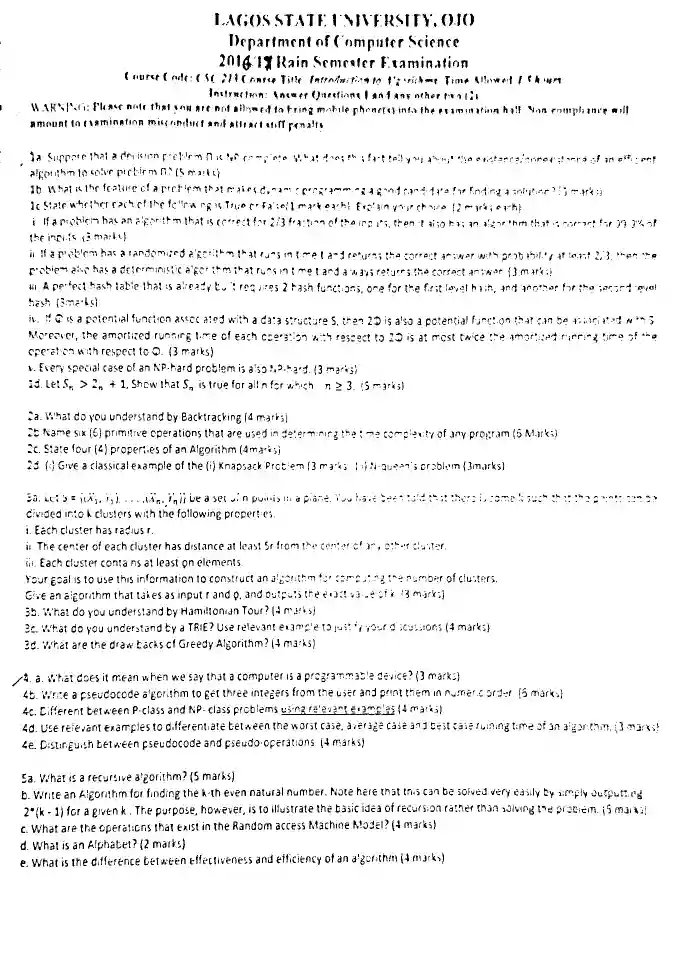 LAGOS STATE UNIVERSITY, OJO
Department of Computer Science
2016/17 Rain Semester Examination
Course Code: CSC 213 Course Title: Introduction to Algorithms Time Allowed: 2 Hours
Instruction: Answer Questions 1 and any other two (2)
WARNING: Please note that you are not allowed to bring mobile phone(s) into the examination hall. Non compliance will
amount to examination misconduct and attract stiff penalty
1a. Suppose that a decision problem Π is NP complete. What does this fact tell you about the existence/nonexistence of an efficient
algorithm to solve problem Π? (5 marks)
1b. What is the feature of a problem that makes dynamic programming a good candidate for finding a solution? (5 marks)
1c State whether each of the following is True or False (1 mark each). Explain your choice. (2 marks each)
i. If a problem has an algorithm that is correct for 2/3 fraction of the inputs, then it also has an algorithm that is correct for 99.9% of
the inputs. (3 marks)
ii. If a problem has a randomized algorithm that runs in time t and returns the correct answer with probability at least 2/3, then the
problem also has a deterministic algorithm that runs in time t and always returns the correct answer. (3 marks)
iii. A perfect hash table that is already built requires 2 hash functions, one for the first level hash, and another for the second level
hash. (3marks)
iv. If Φ is a potential function associated with a data structure S, then 2Φ is also a potential function that can be associated with S.
Moreover, the amortized running time of each operation with respect to 2Φ is at most twice the amortized running time of the
operation with respect to Φ. (3 marks)
v. Every special case of an NP-hard problem is also NP-hard. (3 marks)
1d. Let Sₙ > 2ₙ + 1, Show that Sₙ is true for all n for which n ≥ 3. (5 marks)
2a. What do you understand by Backtracking (4 marks)
2b Name six (6) primitive operations that are used in determining the time complexity of any program (6 Marks)
2c. State four (4) properties of an Algorithm (4marks)
2d. (i) Give a classical example of the (i) Knapsack Problem (3 marks) (ii) N-queen's problem (3marks)
3a. Let S = {(X₁, Y₁), ....,(Xₙ, Yₙ)} be a set of n points in a plane. You have been told that there is some k such that the points can be
divided into k clusters with the following properties.
i. Each cluster has radius r.
ii. The center of each cluster has distance at least 5r from the center of any other cluster.
iii. Each cluster contains at least ϱn elements.
Your goal is to use this information to construct an algorithm for computing the number of clusters.
Give an algorithm that takes as input r and ϱ, and outputs the exact value of k. (8 marks)
3b. What do you understand by Hamiltonian Tour? (4 marks)
3c. What do you understand by a TRIE? Use relevant example to justify your discussions (4 marks)
3d. What are the draw backs of Greedy Algorithm? (4 marks)
4. a. What does it mean when we say that a computer is a programmable device? (3 marks)
4b. Write a pseudocode algorithm to get three integers from the user and print them in numeric order. (6 marks)
4c. Different between P-class and NP-class problems using relevant examples (4 marks)
4d. Use relevant examples to differentiate between the worst case, average case and best case running time of an algorithm. (3 marks)
4e. Distinguish between pseudocode and pseudo-operations. (4 marks)
5a. What is a recursive algorithm? (5 marks)
b. Write an Algorithm for finding the k-th even natural number. Note here that this can be solved very easily by simply outputting
2*(k - 1) for a given k . The purpose, however, is to illustrate the basic idea of recursion rather than solving the problem. (5 marks)
c. What are the operations that exist in the Random access Machine Model? (4 marks)
d. What is an Alphabet? (2 marks)
e. What is the difference between effectiveness and efficiency of an algorithm (4 marks)